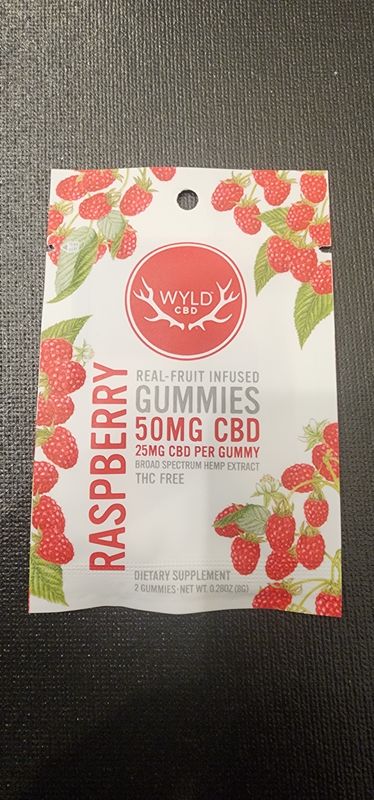 WYLD
CBD
REAL-FRUIT INFUSED
GUMMIES
50MG CBD
25MG CBD PER GUMMY
BROAD SPECTRUM HEMP EXTRACT
THC FREE
RASPBERRY
DIETARY SUPPLEMENT
2 GUMMIES · NET WT. 0.28OZ (8G)